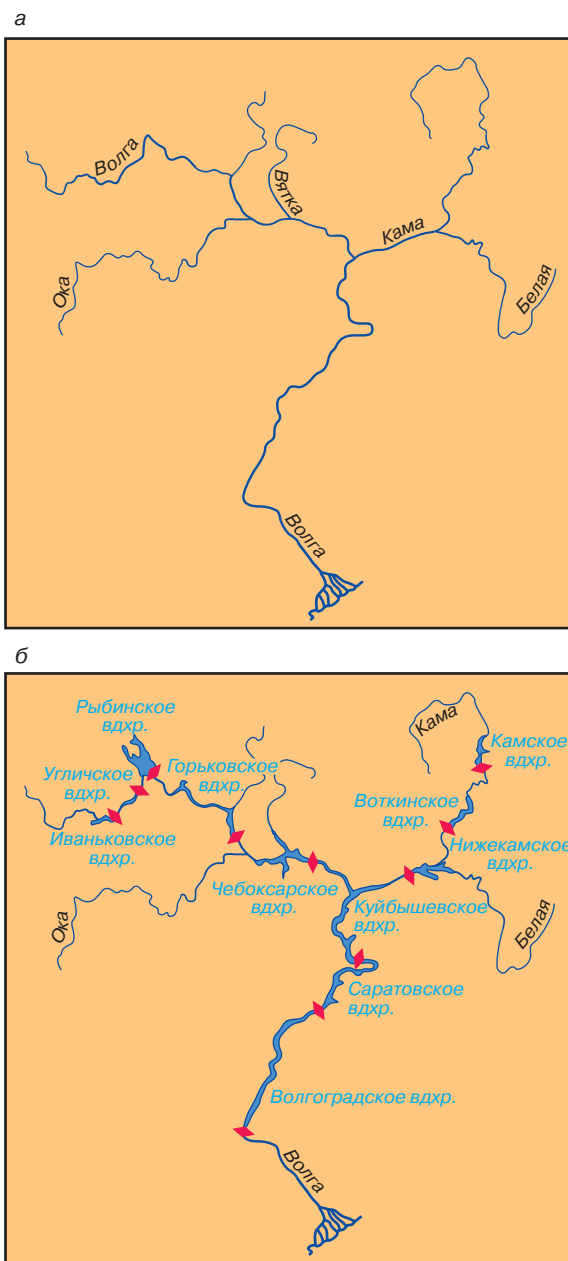 а
Волга
Вятка
Кама
Ока
Белая
Волга
б
Рыбинское
вдхр.
Кама
Камское
вдхр.
Угличское
вдхр.
Горьковское
вдхр.
Воткинское
вдхр.
Иваньковское
вдхр.
Нижекамское
вдхр.
Чебоксарское
вдхр.
Куйбышевское
вдхр.
Ока
Белая
Саратовское
вдхр.
Волгоградское вдхр.
Волга